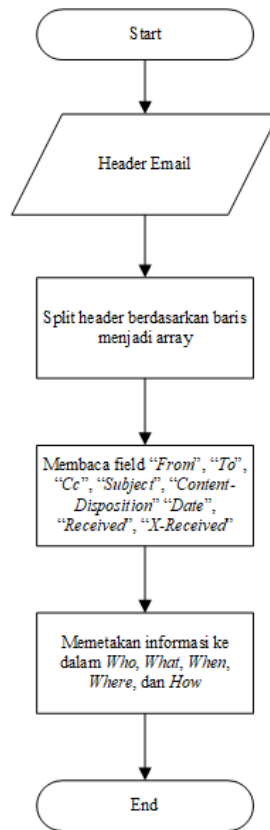 Start
Header Email
Split header berdasarkan baris
menjadi array
Membaca field “From”, “To”,
“Cc”, “Subject”, “Content-
Disposition” “Date”,
“Received”, “X-Received”
Memetakan informasi ke
dalam Who, What, When,
Where, dan How
End